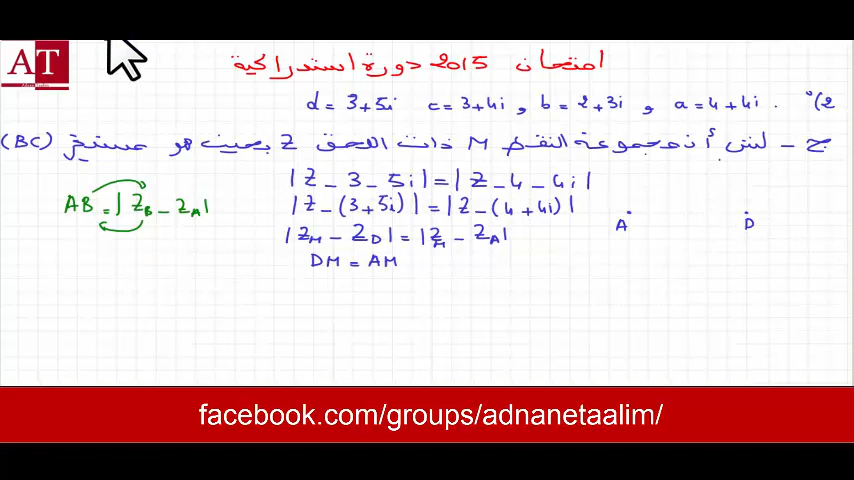 AT
امتحان 2015 دورة استدراكية
2)° a = 4 + 4i و b = 2 + 3i و c = 3 + 4i d = 3 + 5i
ج - لنبين أن مجموعة النقط M ذات اللحق Z بحيث هو مستقيم (BC)
|Z - 3 - 5i| = |Z - 4 - 4i|
AB = |Z_B - Z_A|
|Z - (3 + 5i)| = |Z - (4 + 4i)|
|Z_M - Z_D| = |Z_M - Z_A|
A D
DM = AM
facebook.com/groups/adnanetaalim/